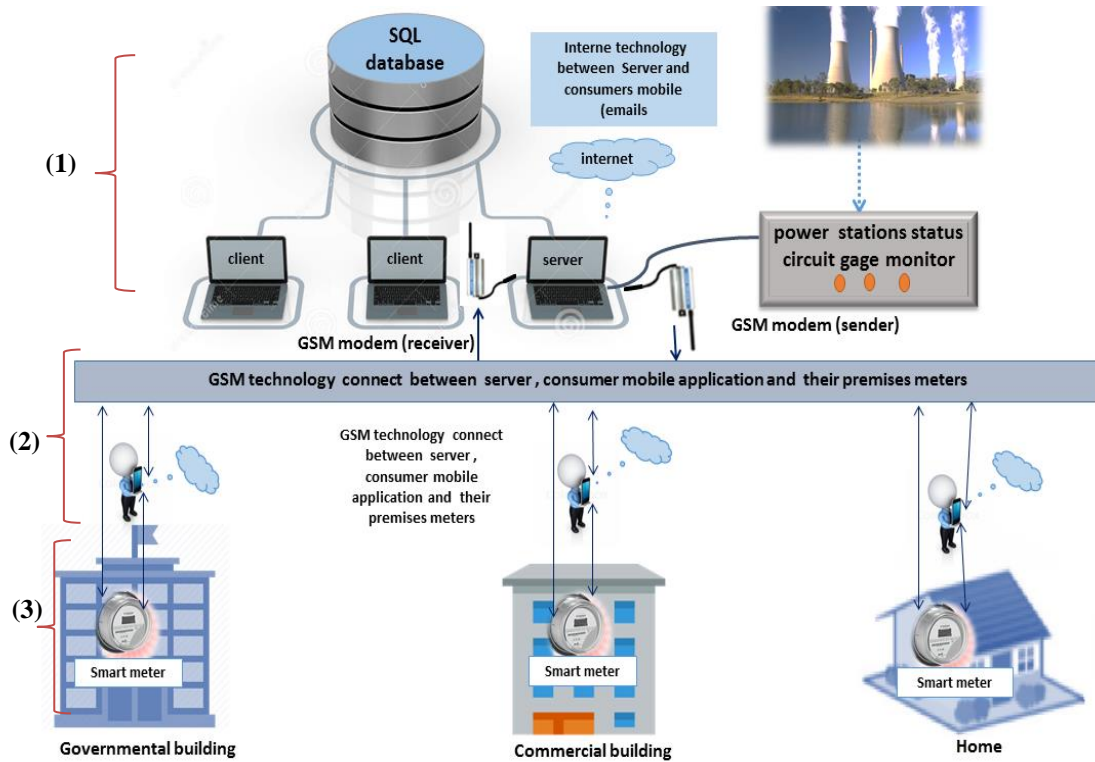 SQL
database
Interne technology
between Server and
consumers mobile
(emails
internet
(1)
client
client
server
power stations status
circuit gage monitor
GSM modem (receiver)
GSM modem (sender)
GSM technology connect between server , consumer mobile application and their premises meters
(2)
GSM technology connect
between server ,
consumer mobile
application and their
premises meters
(3)
Smart meter
Smart meter
Smart meter
Governmental building
Commercial building
Home